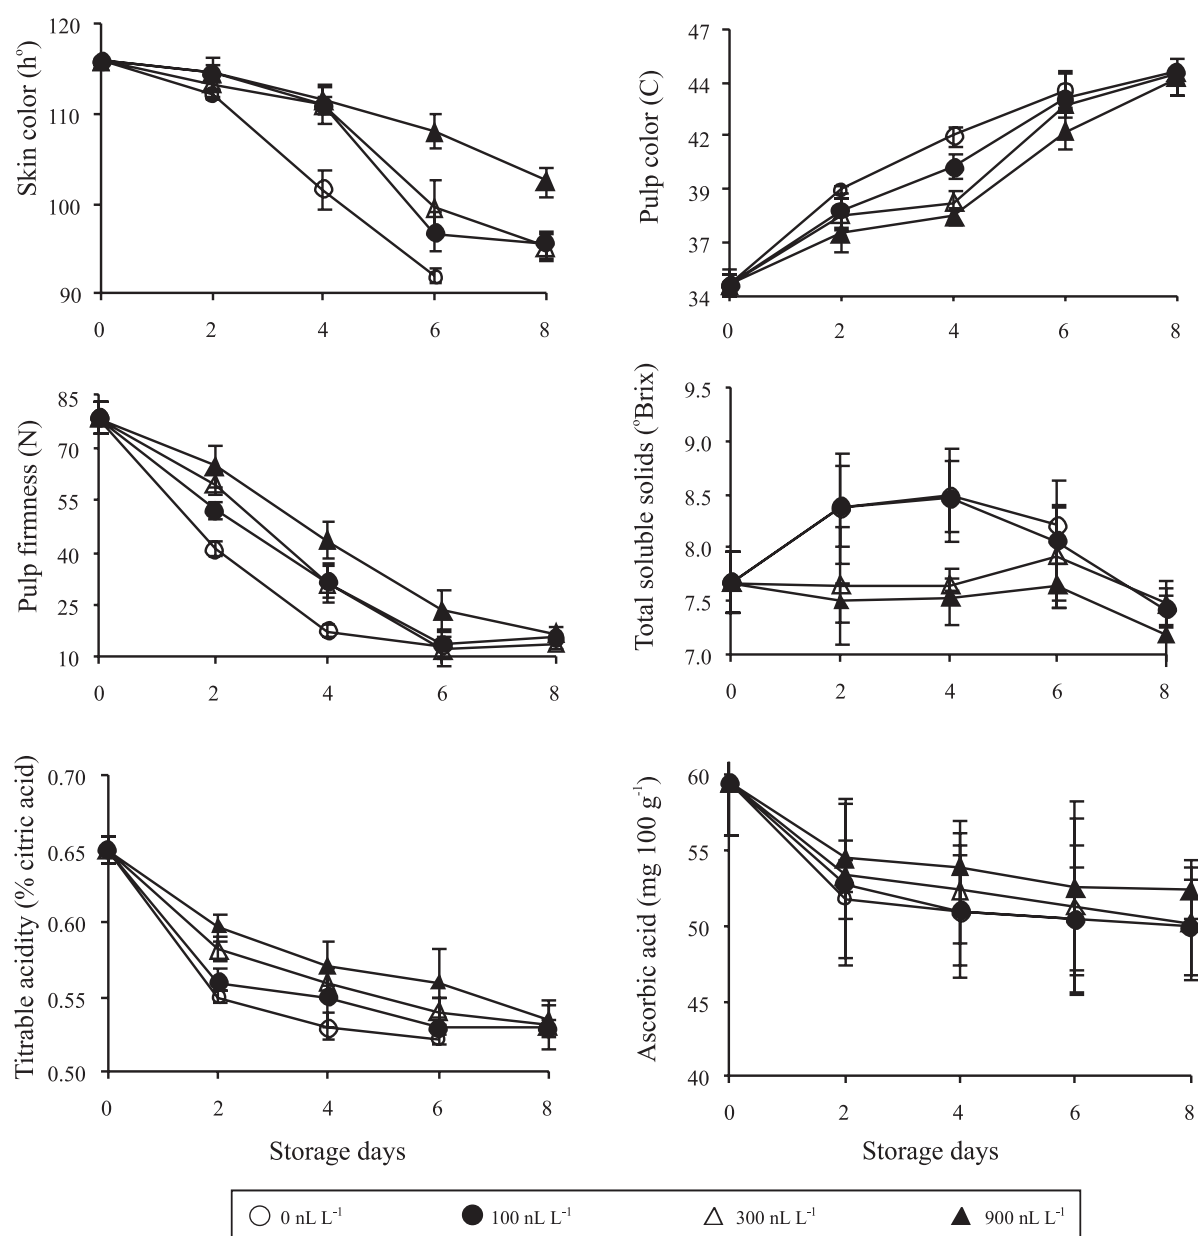 Skin color (h°)
120
110
100
90
0 2 4 6 8
Pulp color (C)
47
44
42
39
37
34
0 2 4 6 8
Pulp firmness (N)
85
70
55
40
25
10
0 2 4 6 8
Total soluble solids (°Brix)
9.5
9.0
8.5
8.0
7.5
7.0
0 2 4 6 8
Titrable acidity (% citric acid)
0.70
0.65
0.60
0.55
0.50
0 2 4 6 8
Storage days
Ascorbic acid (mg 100 g⁻¹)
60
55
50
45
40
0 2 4 6 8
Storage days
0 nL L⁻¹ 100 nL L⁻¹ 300 nL L⁻¹ 900 nL L⁻¹